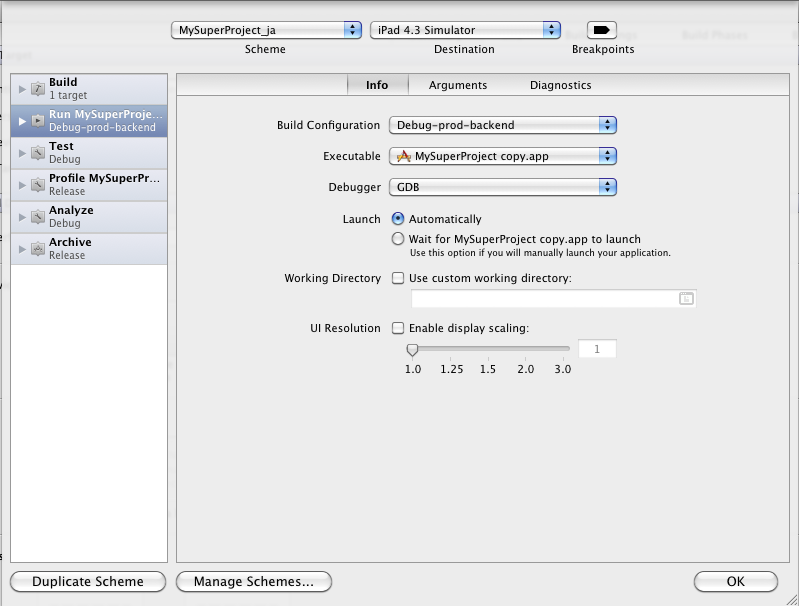 MySuperProject_ja
iPad 4.3 Simulator
Scheme
Destination
Breakpoints
Build
1 target
Run MySuperProje...
Debug-prod-backend
Test
Debug
Profile MySuperPr...
Release
Analyze
Debug
Archive
Release
Info
Arguments
Diagnostics
Build Configuration
Debug-prod-backend
Executable
MySuperProject copy.app
Debugger
GDB
Launch
Automatically
Wait for MySuperProject copy.app to launch
Use this option if you will manually launch your application.
Working Directory
Use custom working directory:
UI Resolution
Enable display scaling:
1
1.0 1.25 1.5 2.0 3.0
Duplicate Scheme
Manage Schemes...
OK